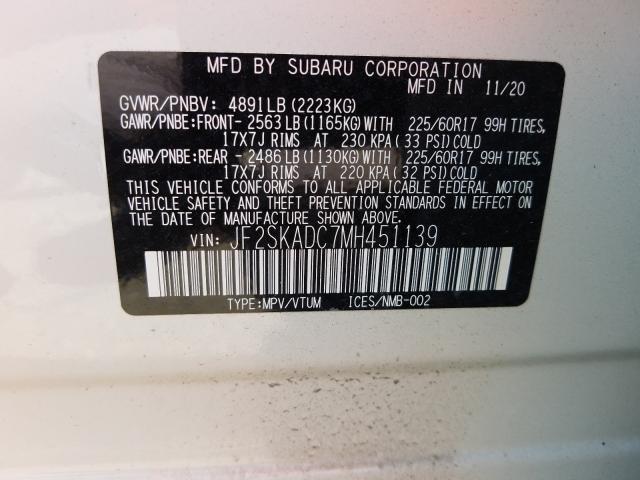 MFD BY SUBARU CORPORATION
MFD IN 11/20
GVWR/PNBV: 4891LB(2223KG)
GAWR/PNBE:FRONT-2563LB(1165KG)WITH 225/60R17 99H TIRES,
17X7J RIMS AT 230 KPA(33 PSI)COLD
GAWR/PNBE:REAR -2486LB(1130KG)WITH 225/60R17 99H TIRES,
17X7J RIMS AT 220 KPA(32 PSI)COLD
THIS VEHICLE CONFORMS TO ALL APPLICABLE FEDERAL MOTOR
VEHICLE SAFETY AND THEFT PREVENTION STANDARDS IN EFFECT ON
THE DATE OF MANUFACTURE SHOWN ABOVE.
VIN: JF2SKADC7MH451139
TYPE:MPV/VTUM ICES/NMB-002